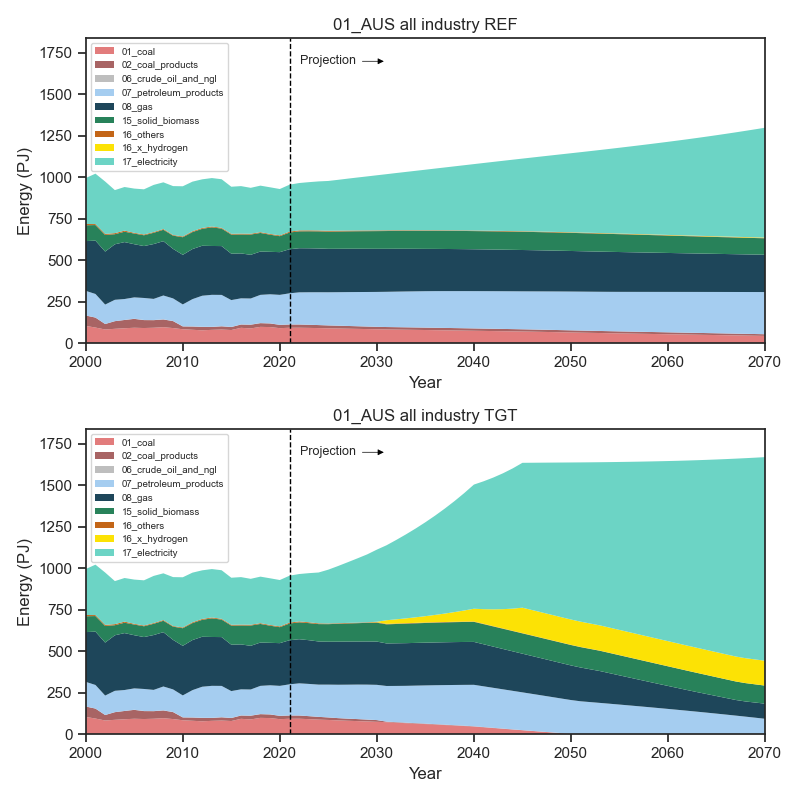 01_AUS all industry REF
Energy (PJ)
1750
1500
1250
1000
750
500
250
0
01_coal
02_coal_products
06_crude_oil_and_ngl
07_petroleum_products
08_gas
15_solid_biomass
16_others
16_x_hydrogen
17_electricity
Projection
2000 2010 2020 2030 2040 2050 2060 2070
Year
01_AUS all industry TGT
Energy (PJ)
1750
1500
1250
1000
750
500
250
0
01_coal
02_coal_products
06_crude_oil_and_ngl
07_petroleum_products
08_gas
15_solid_biomass
16_others
16_x_hydrogen
17_electricity
Projection
2000 2010 2020 2030 2040 2050 2060 2070
Year